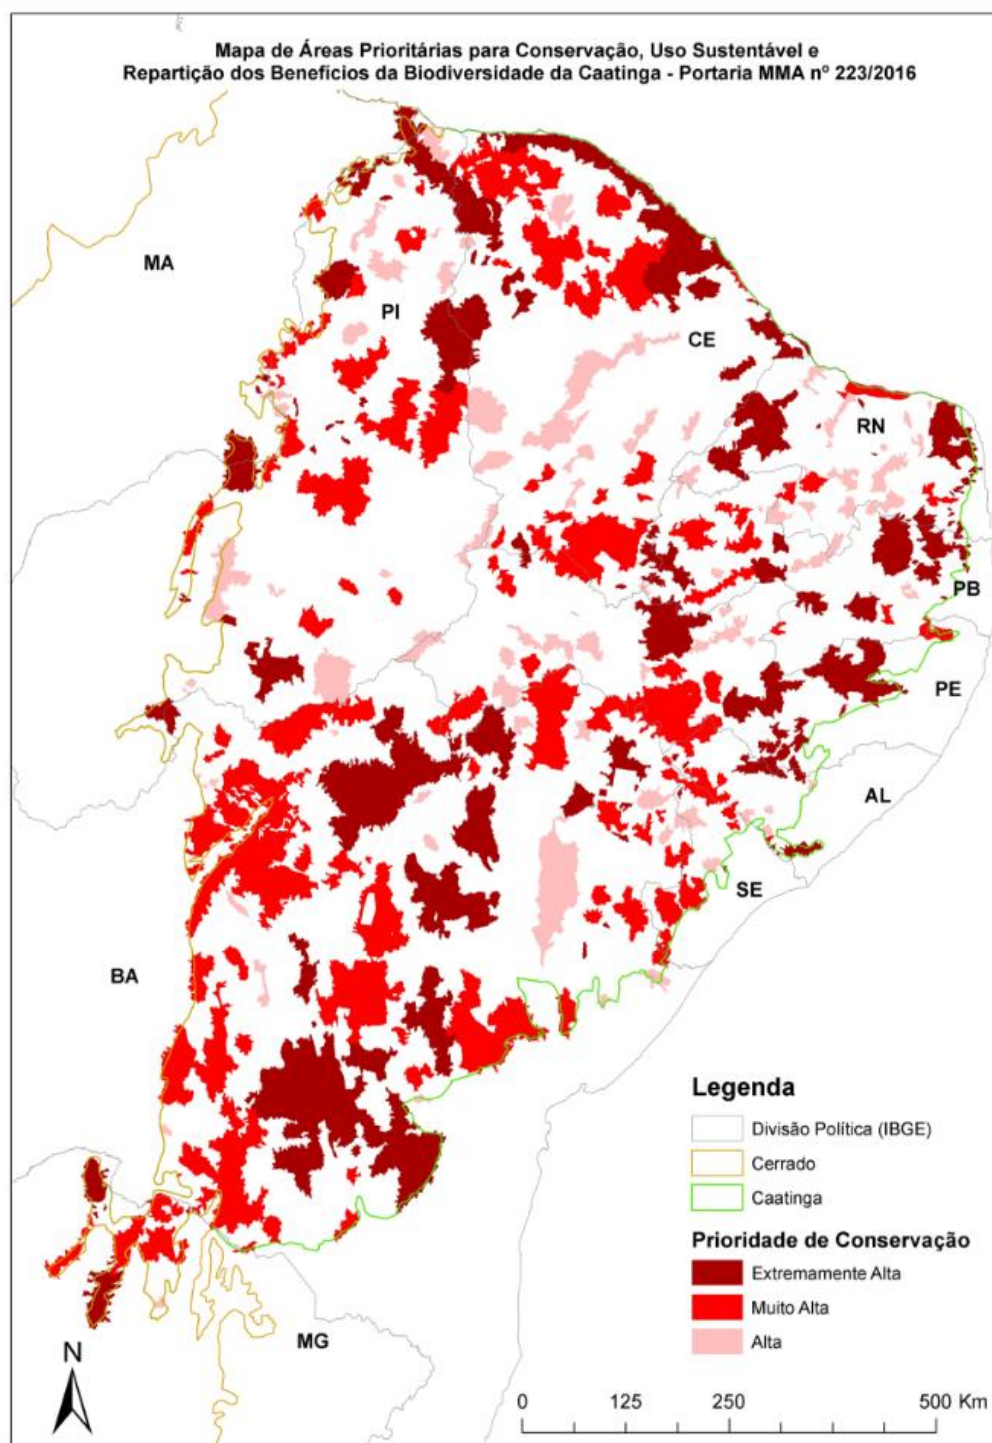 Mapa de Áreas Prioritárias para Conservação, Uso Sustentável e
Repartição dos Benefícios da Biodiversidade da Caatinga - Portaria MMA nº 223/2016
MA
PI
CE
RN
PB
PE
AL
SE
BA
MG
Legenda
Divisão Política (IBGE)
Cerrado
Caatinga
Prioridade de Conservação
Extremamente Alta
Muito Alta
Alta
N
0 125 250 500 Km